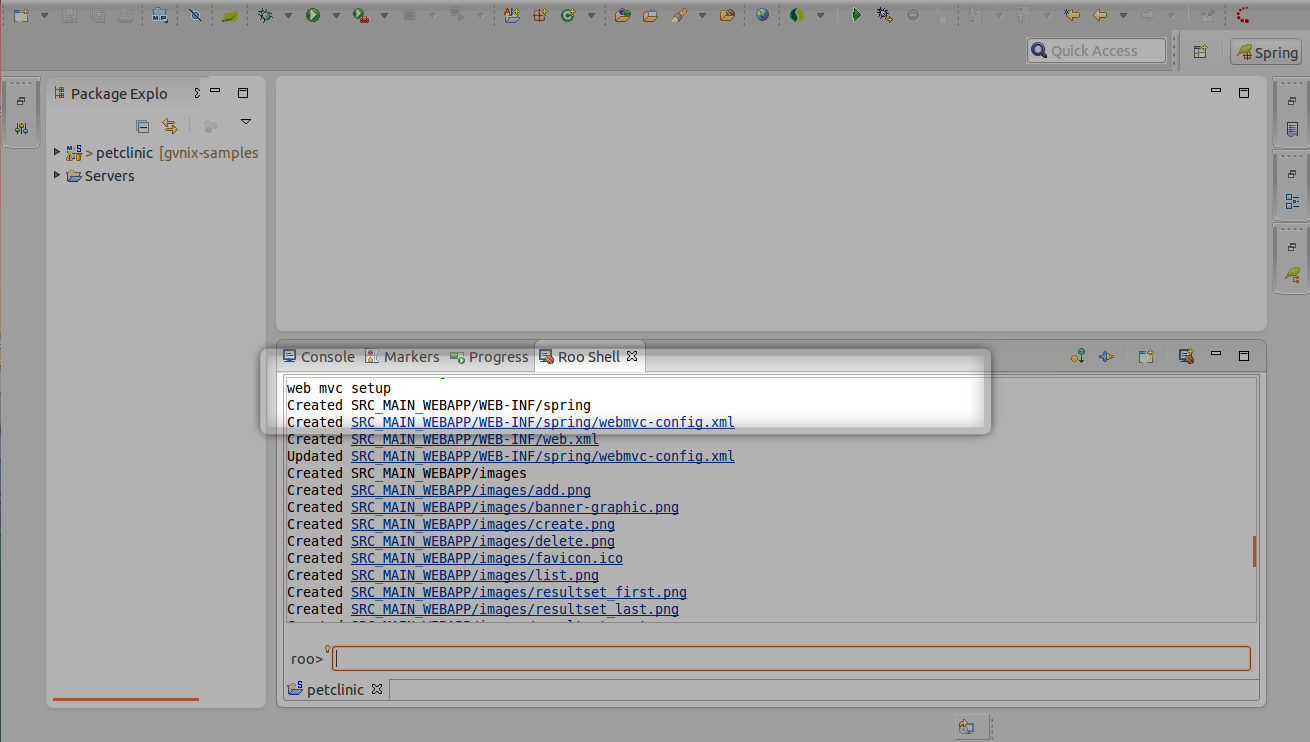 Quick Access
Spring
Package Explo
> petclinic [gvnix-samples
Servers
Console Markers Progress Roo Shell
web mvc setup
Created SRC_MAIN_WEBAPP/WEB-INF/spring
Created SRC_MAIN_WEBAPP/WEB-INF/spring/webmvc-config.xml
Created SRC_MAIN_WEBAPP/WEB-INF/web.xml
Updated SRC_MAIN_WEBAPP/WEB-INF/spring/webmvc-config.xml
Created SRC_MAIN_WEBAPP/images
Created SRC_MAIN_WEBAPP/images/add.png
Created SRC_MAIN_WEBAPP/images/banner-graphic.png
Created SRC_MAIN_WEBAPP/images/create.png
Created SRC_MAIN_WEBAPP/images/delete.png
Created SRC_MAIN_WEBAPP/images/favicon.ico
Created SRC_MAIN_WEBAPP/images/list.png
Created SRC_MAIN_WEBAPP/images/resultset_first.png
Created SRC_MAIN_WEBAPP/images/resultset_last.png
roo>
petclinic